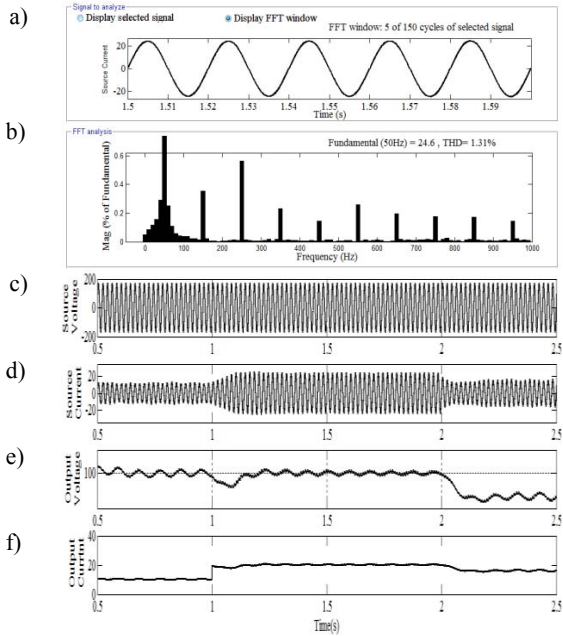 a)
Signal to analyze
Display selected signal Display FFT window
FFT window: 5 of 150 cycles of selected signal
Source Current
20
0
-20
1.5 1.51 1.52 1.53 1.54 1.55 1.56 1.57 1.58 1.59
Time (s)
b)
FFT analysis
Fundamental (50Hz) = 24.6 , THD= 1.31%
Mag (% of Fundamental)
0.6
0.4
0.2
0
0 100 200 300 400 500 600 700 800 900 1000
Frequency (Hz)
c)
Source Voltage
200
0
-200
0.5 1 1.5 2 2.5
d)
Source Current
20
0
-20
0.5 1 1.5 2 2.5
e)
Output Voltage
100
0.5 1 1.5 2 2.5
f)
Output Currint
40
20
0
0.5 1 1.5 2 2.5
Time(s)